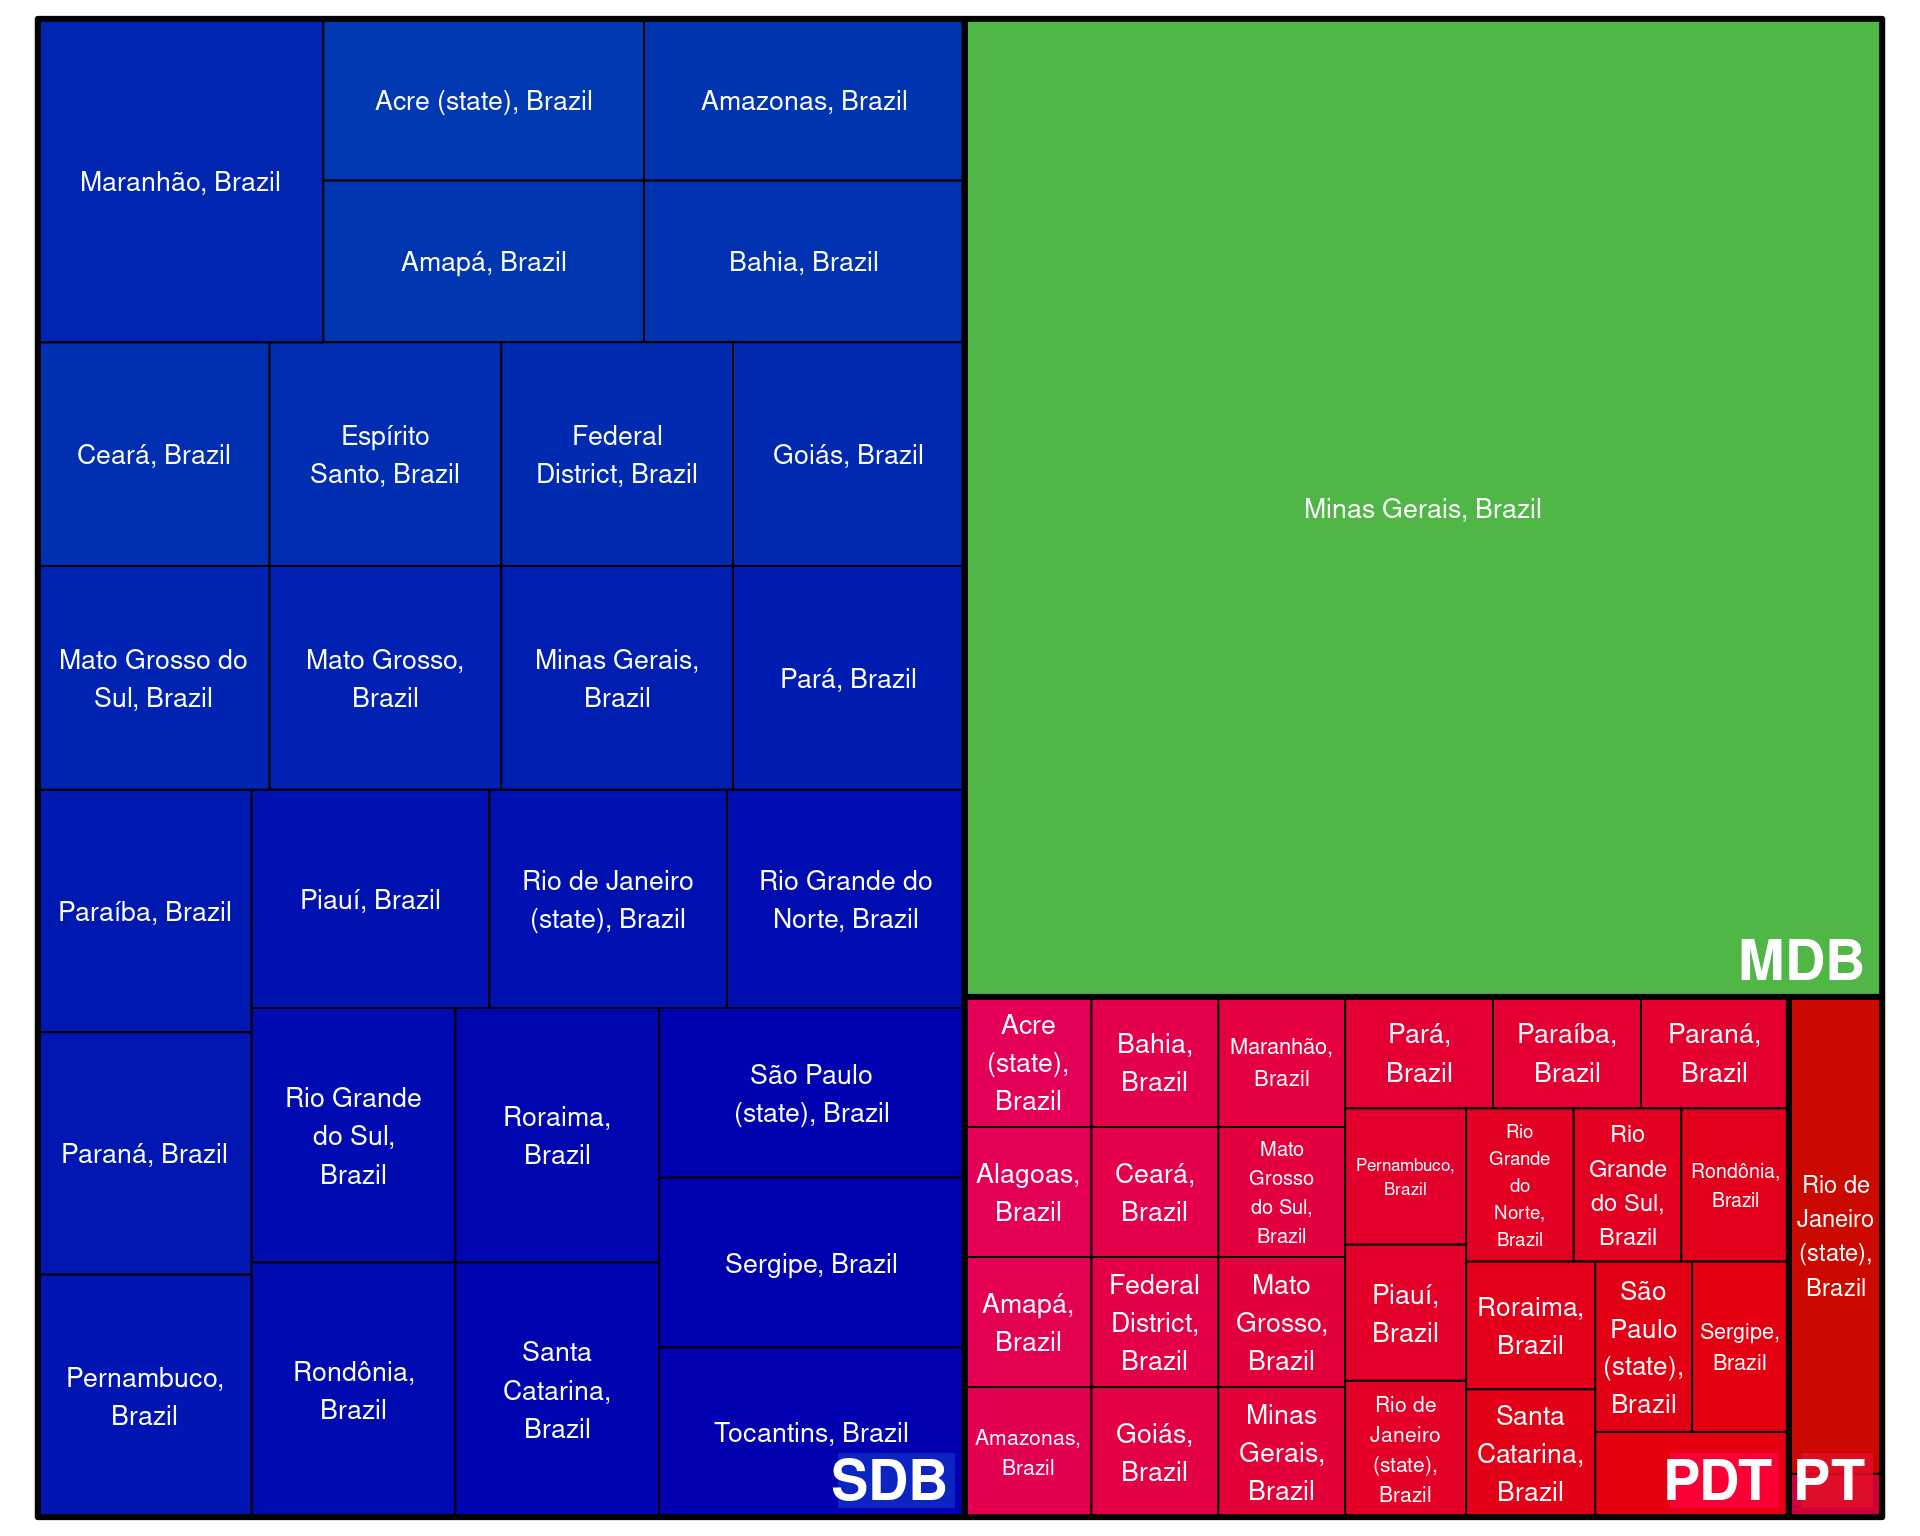 Maranhão, Brazil
Acre (state), Brazil
Amazonas, Brazil
Amapá, Brazil
Bahia, Brazil
Ceará, Brazil
Espírito
Santo, Brazil
Federal
District, Brazil
Goiás, Brazil
Mato Grosso do
Sul, Brazil
Mato Grosso,
Brazil
Minas Gerais,
Brazil
Pará, Brazil
Paraíba, Brazil
Paraná, Brazil
Pernambuco,
Brazil
Piauí, Brazil
Rio de Janeiro
(state), Brazil
Rio Grande do
Norte, Brazil
Rio Grande
do Sul,
Brazil
Roraima,
Brazil
Rondônia,
Brazil
Santa
Catarina,
Brazil
São Paulo
(state), Brazil
Sergipe, Brazil
Tocantins, Brazil
SDB
Minas Gerais, Brazil
MDB
Acre
(state),
Brazil
Alagoas,
Brazil
Amapá,
Brazil
Amazonas,
Brazil
Bahia,
Brazil
Ceará,
Brazil
Federal
District,
Brazil
Goiás,
Brazil
Maranhão,
Brazil
Mato
Grosso
do Sul,
Brazil
Mato
Grosso,
Brazil
Minas
Gerais,
Brazil
Pará,
Brazil
Paraíba,
Brazil
Paraná,
Brazil
Pernambuco,
Brazil
Piauí,
Brazil
Rio de
Janeiro
(state),
Brazil
Rio
Grande
do
Norte,
Brazil
Rio
Grande
do Sul,
Brazil
Rondônia,
Brazil
Roraima,
Brazil
Santa
Catarina,
Brazil
São
Paulo
(state),
Brazil
Sergipe,
Brazil
PDT
Rio de
Janeiro
(state),
Brazil
PT